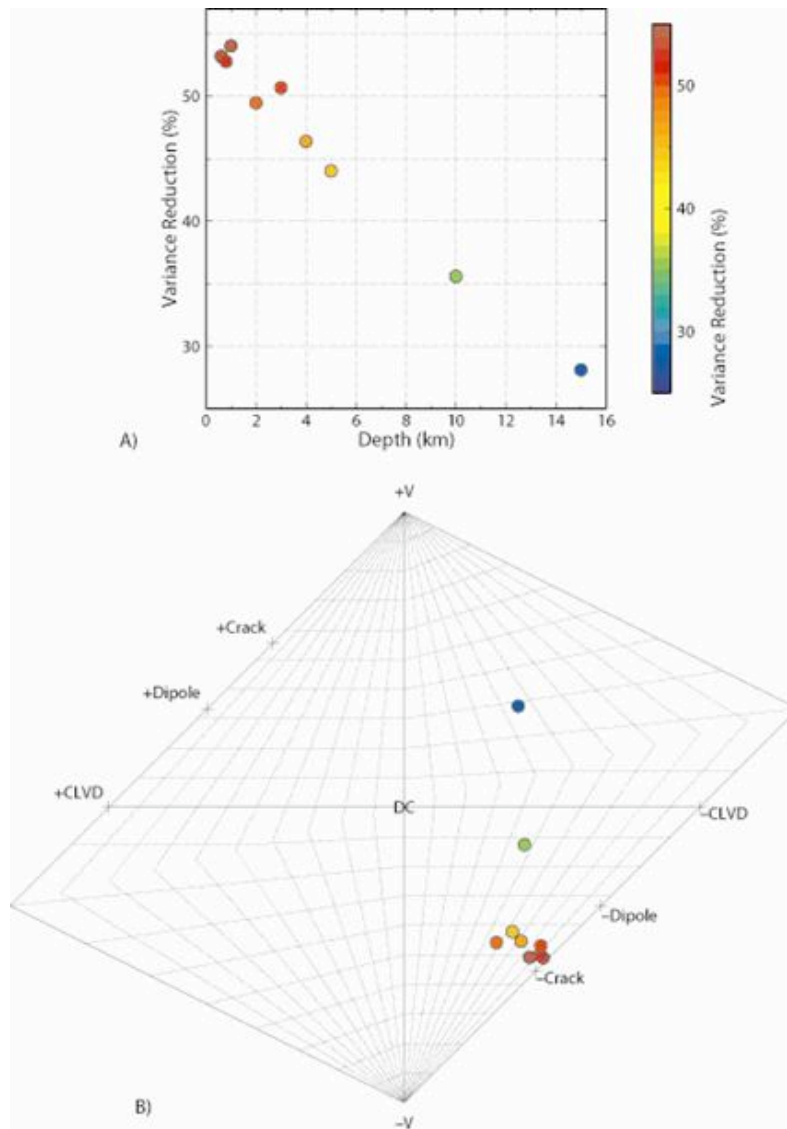 50
40
30
Variance Reduction (%)
0 2 4 6 8 10 12 14 16
Depth (km)
A)
50
40
30
Variance Reduction (%)
+V
+Crack
+Dipole
+CLVD
DC
–CLVD
–Dipole
–Crack
B)
–V